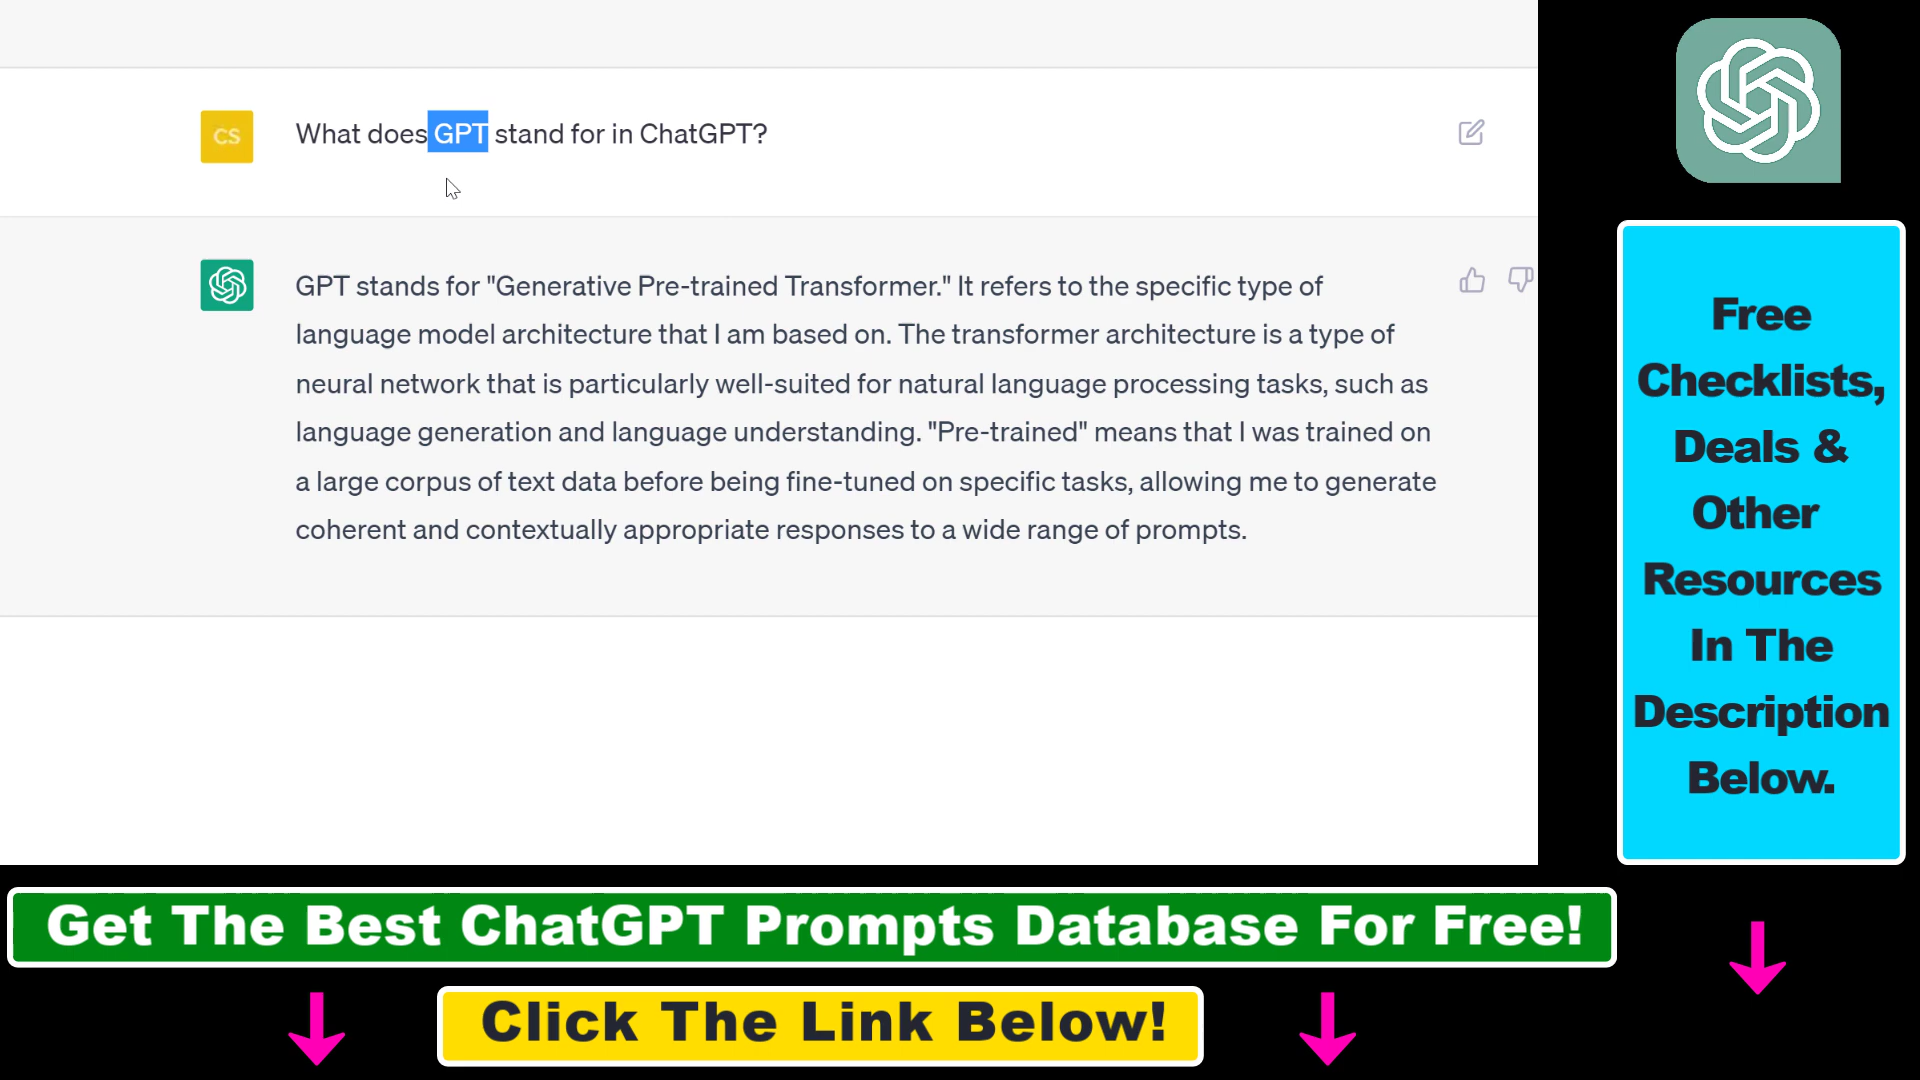 CS
What does GPT stand for in ChatGPT?
GPT stands for "Generative Pre-trained Transformer." It refers to the specific type of
language model architecture that I am based on. The transformer architecture is a type of
neural network that is particularly well-suited for natural language processing tasks, such as
language generation and language understanding. "Pre-trained" means that I was trained on
a large corpus of text data before being fine-tuned on specific tasks, allowing me to generate
coherent and contextually appropriate responses to a wide range of prompts.
Free
Checklists,
Deals &
Other
Resources
In The
Description
Below.
Get The Best ChatGPT Prompts Database For Free!
Click The Link Below!